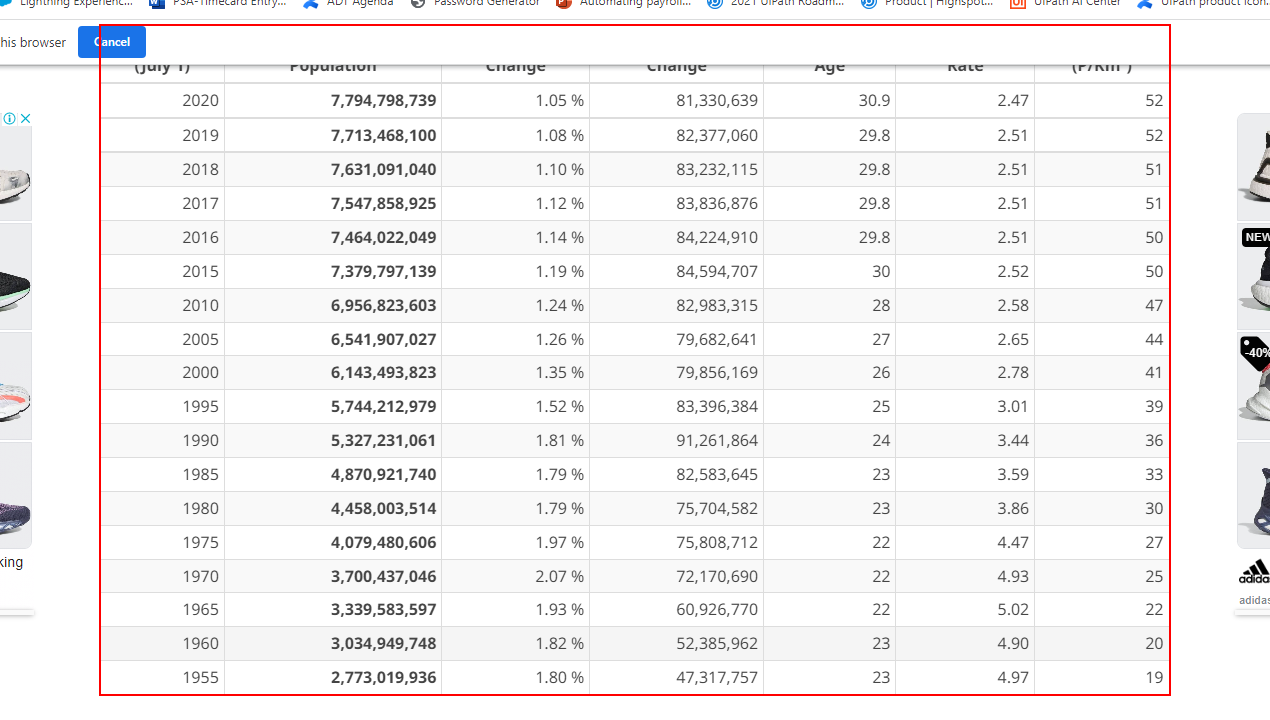 Lightning Experienc... PSA-Timecard Entry... ADT Agenda Password Generator Automating payroll... 2021 UiPath Roadm... Product | Highspot... UiPath AI Center UiPath product icon
his browser Cancel
(July 1) Population Change Change Age Rate (P/Km²)
2020 7,794,798,739 1.05 % 81,330,639 30.9 2.47 52
2019 7,713,468,100 1.08 % 82,377,060 29.8 2.51 52
2018 7,631,091,040 1.10 % 83,232,115 29.8 2.51 51
2017 7,547,858,925 1.12 % 83,836,876 29.8 2.51 51
2016 7,464,022,049 1.14 % 84,224,910 29.8 2.51 50
2015 7,379,797,139 1.19 % 84,594,707 30 2.52 50
2010 6,956,823,603 1.24 % 82,983,315 28 2.58 47
2005 6,541,907,027 1.26 % 79,682,641 27 2.65 44
2000 6,143,493,823 1.35 % 79,856,169 26 2.78 41
1995 5,744,212,979 1.52 % 83,396,384 25 3.01 39
1990 5,327,231,061 1.81 % 91,261,864 24 3.44 36
1985 4,870,921,740 1.79 % 82,583,645 23 3.59 33
1980 4,458,003,514 1.79 % 75,704,582 23 3.86 30
1975 4,079,480,606 1.97 % 75,808,712 22 4.47 27
1970 3,700,437,046 2.07 % 72,170,690 22 4.93 25
1965 3,339,583,597 1.93 % 60,926,770 22 5.02 22
1960 3,034,949,748 1.82 % 52,385,962 23 4.90 20
1955 2,773,019,936 1.80 % 47,317,757 23 4.97 19
king
NEW
-40%
adidas
adidas